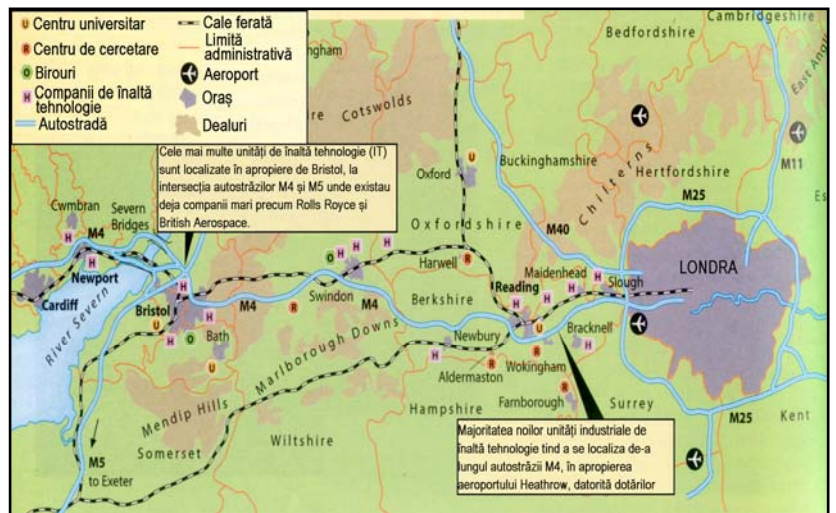 U Centru universitar
R Centru de cercetare
O Birouri
H Companii de înaltă
tehnologie
Autostradă
Cale ferată
Limită
administrativă
Aeroport
Oraș
Dealuri
Cele mai multe unități de înaltă tehnologie (IT)
sunt localizate în apropiere de Bristol, la
intersecția autostrăzilor M4 și M5 unde existau
deja companii mari precum Rolls Royce și
British Aerospace.
Cambridgeshire
Bedfordshire
ingham
ire
Cotswolds
East Anglia
M11
Es
Oxford
U
Buckinghamshire
Chilterns
Hertfordshire
M25
Cwmbran
Severn
Bridges
M4
H
H
Newport
Cardiff
River Severn
Oxfordshire
M40
Harwell
R
O H
H
H
Swindon
M4
M4
R
Berkshire
Reading
Maidenhead
H
H
H
H
Slough
LONDRA
Bristol
U
H
H
O
H
Bath
U
Marlborough Downs
Newbury
H
U
Bracknell
H
R
Wokingham
R
Aldermaston
R
Farnborough
Mendip Hills
Somerset
Wiltshire
Hampshire
Surrey
M25
Kent
M5
to Exeter
Majoritatea noilor unități industriale de
înaltă tehnologie tind a se localiza de-a
lungul autostrăzii M4, în apropierea
aeroportului Heathrow, datorită dotărilor